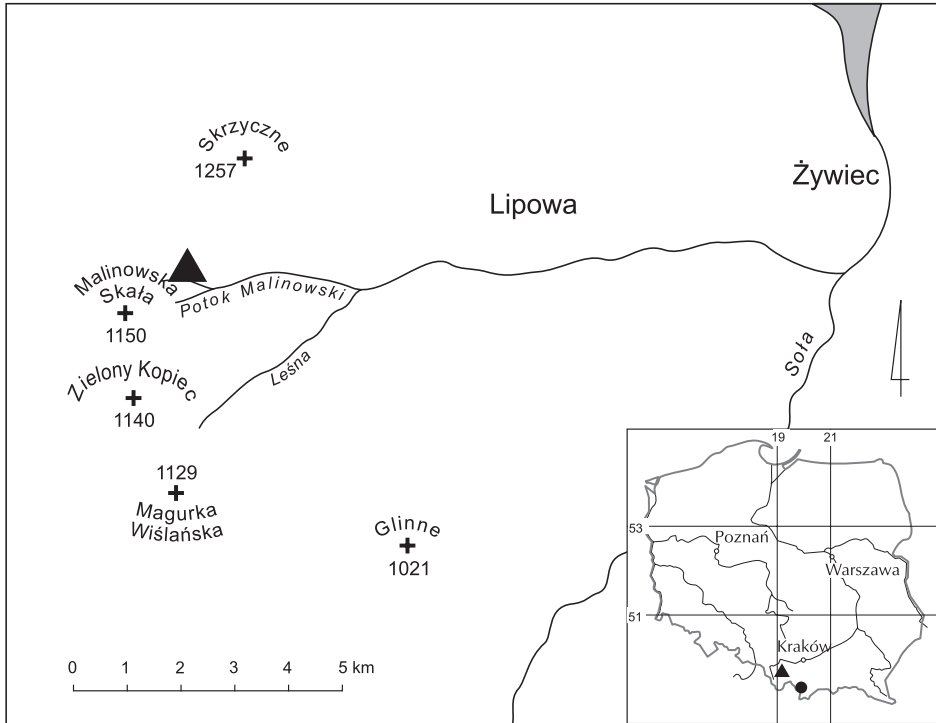 Skrzyczne
1257
Żywiec
Lipowa
Malinowska
Skała
1150
Potok Malinowski
Leśna
Soła
Zielony Kopiec
1140
1129
Magurka
Wiślańska
Glinne
1021
0 1 2 3 4 5 km
19 21
53
Poznań
Warszawa
51
Kraków